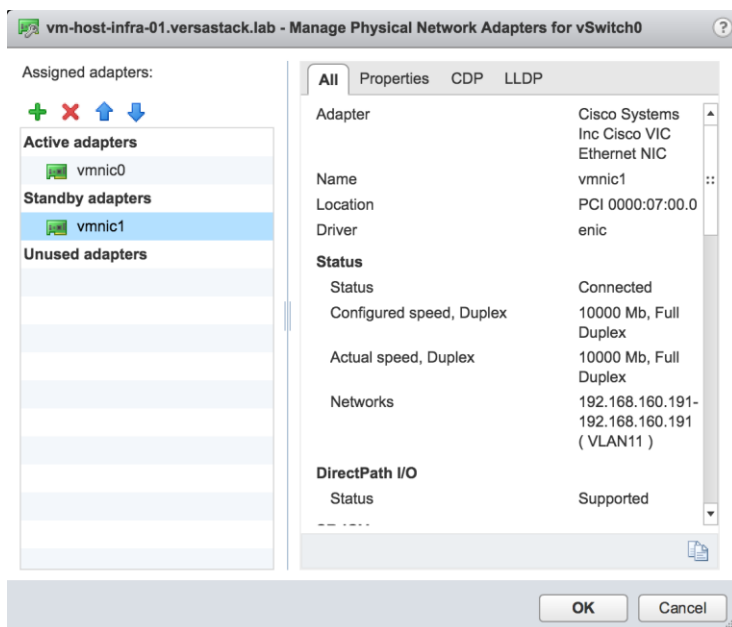 vm-host-infra-01.versastack.lab - Manage Physical Network Adapters for vSwitch0
?
Assigned adapters:
Active adapters
vmnic0
Standby adapters
vmnic1
Unused adapters
All Properties CDP LLDP
Adapter Cisco Systems
Inc Cisco VIC
Ethernet NIC
Name vmnic1
Location PCI 0000:07:00.0
Driver enic
Status
Status Connected
Configured speed, Duplex 10000 Mb, Full
Duplex
Actual speed, Duplex 10000 Mb, Full
Duplex
Networks 192.168.160.191-
192.168.160.191
( VLAN11 )
DirectPath I/O
Status Supported
OK Cancel